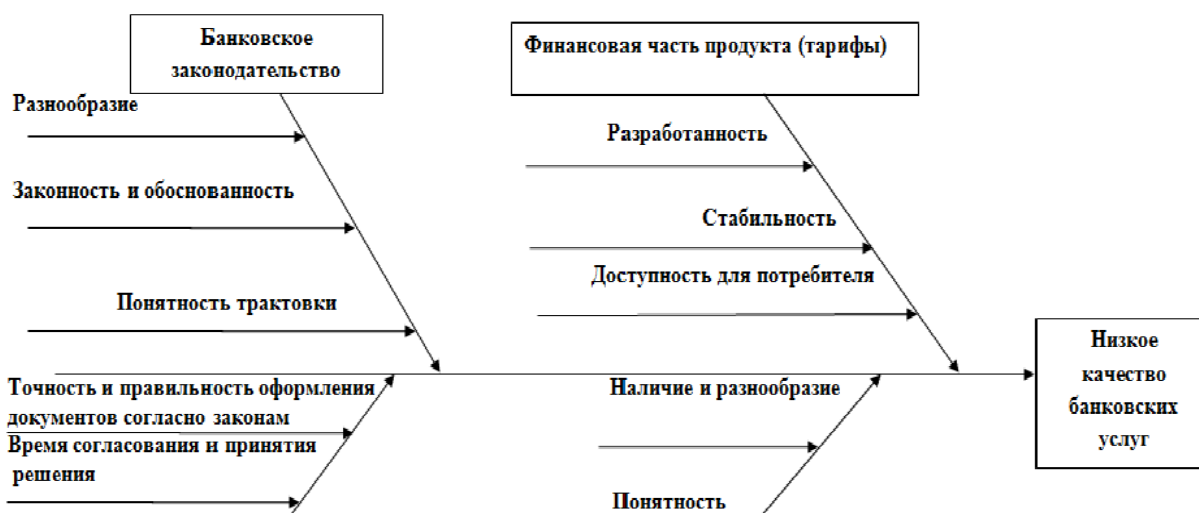 Банковское
законодательство
Финансовая часть продукта (тарифы)
Разнообразие
Разработанность
Законность и обоснованность
Стабильность
Доступность для потребителя
Понятность трактовки
Низкое
качество
банковских
услуг
Точность и правильность оформления
документов согласно законам
Наличие и разнообразие
Время согласования и принятия
решения
Понятность